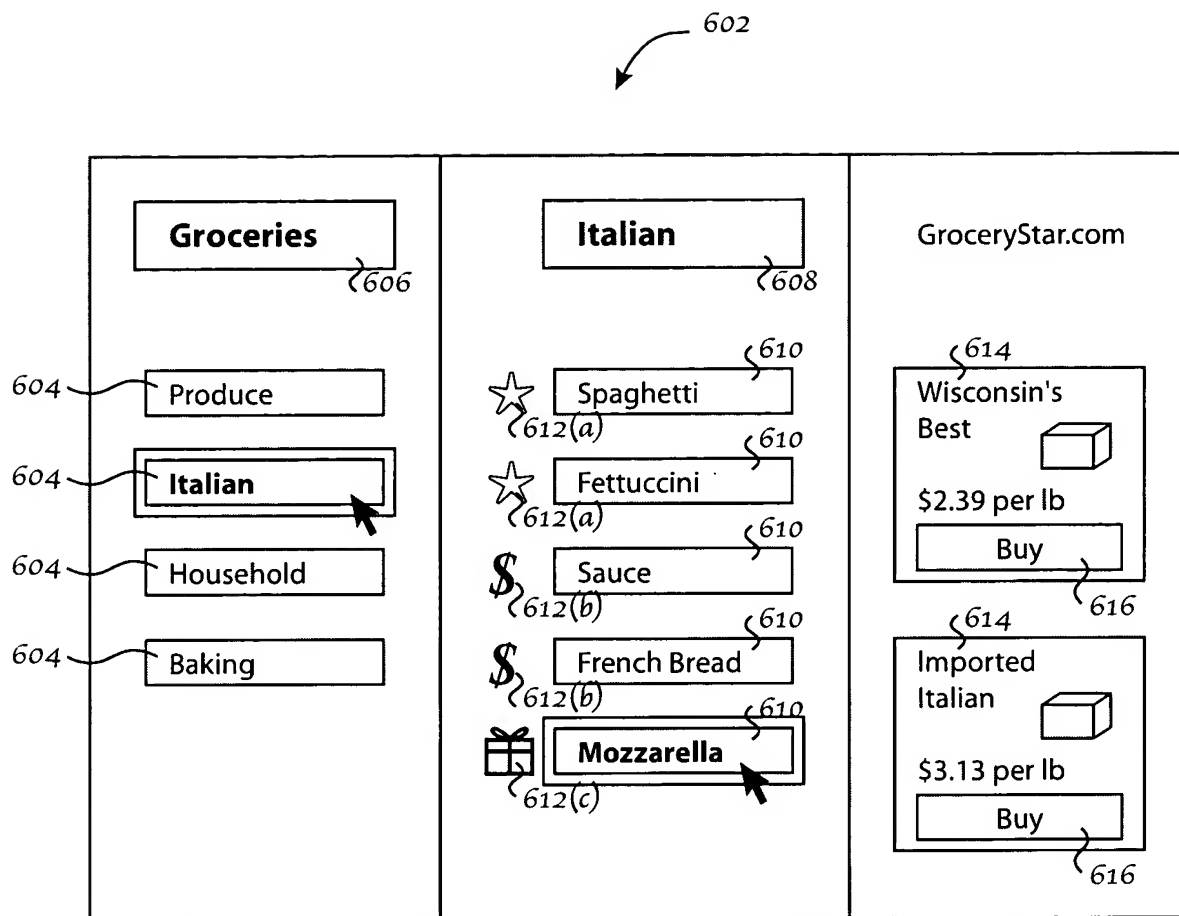 602
Groceries
606
604
Produce
604
Italian
604
Household
604
Baking
Italian
608
610
Spaghetti
612(a)
610
Fettuccini
612(a)
610
$
Sauce
612(b)
610
$
French Bread
612(b)
610
Mozzarella
612(c)
GroceryStar.com
614
Wisconsin's
Best
$2.39 per lb
Buy
616
614
Imported
Italian
$3.13 per lb
Buy
616